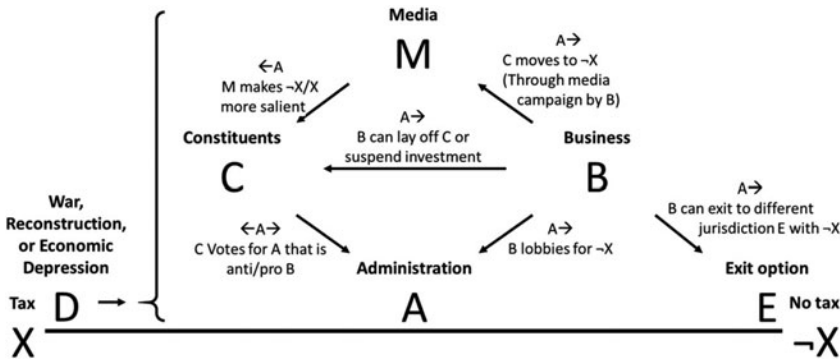 Media
M
←A
M makes ¬X/X
more salient
A→
C moves to ¬X
(Through media
campaign by B)
A→
B can lay off C or
suspend investment
Constituents
C
Business
B
War,
Reconstruction,
or Economic
Depression
←A→
C Votes for A that is
anti/pro B
A→
B lobbies for ¬X
A→
B can exit to different
jurisdiction E with ¬X
Administration
Exit option
Tax
D
A
E
No tax
X
¬X